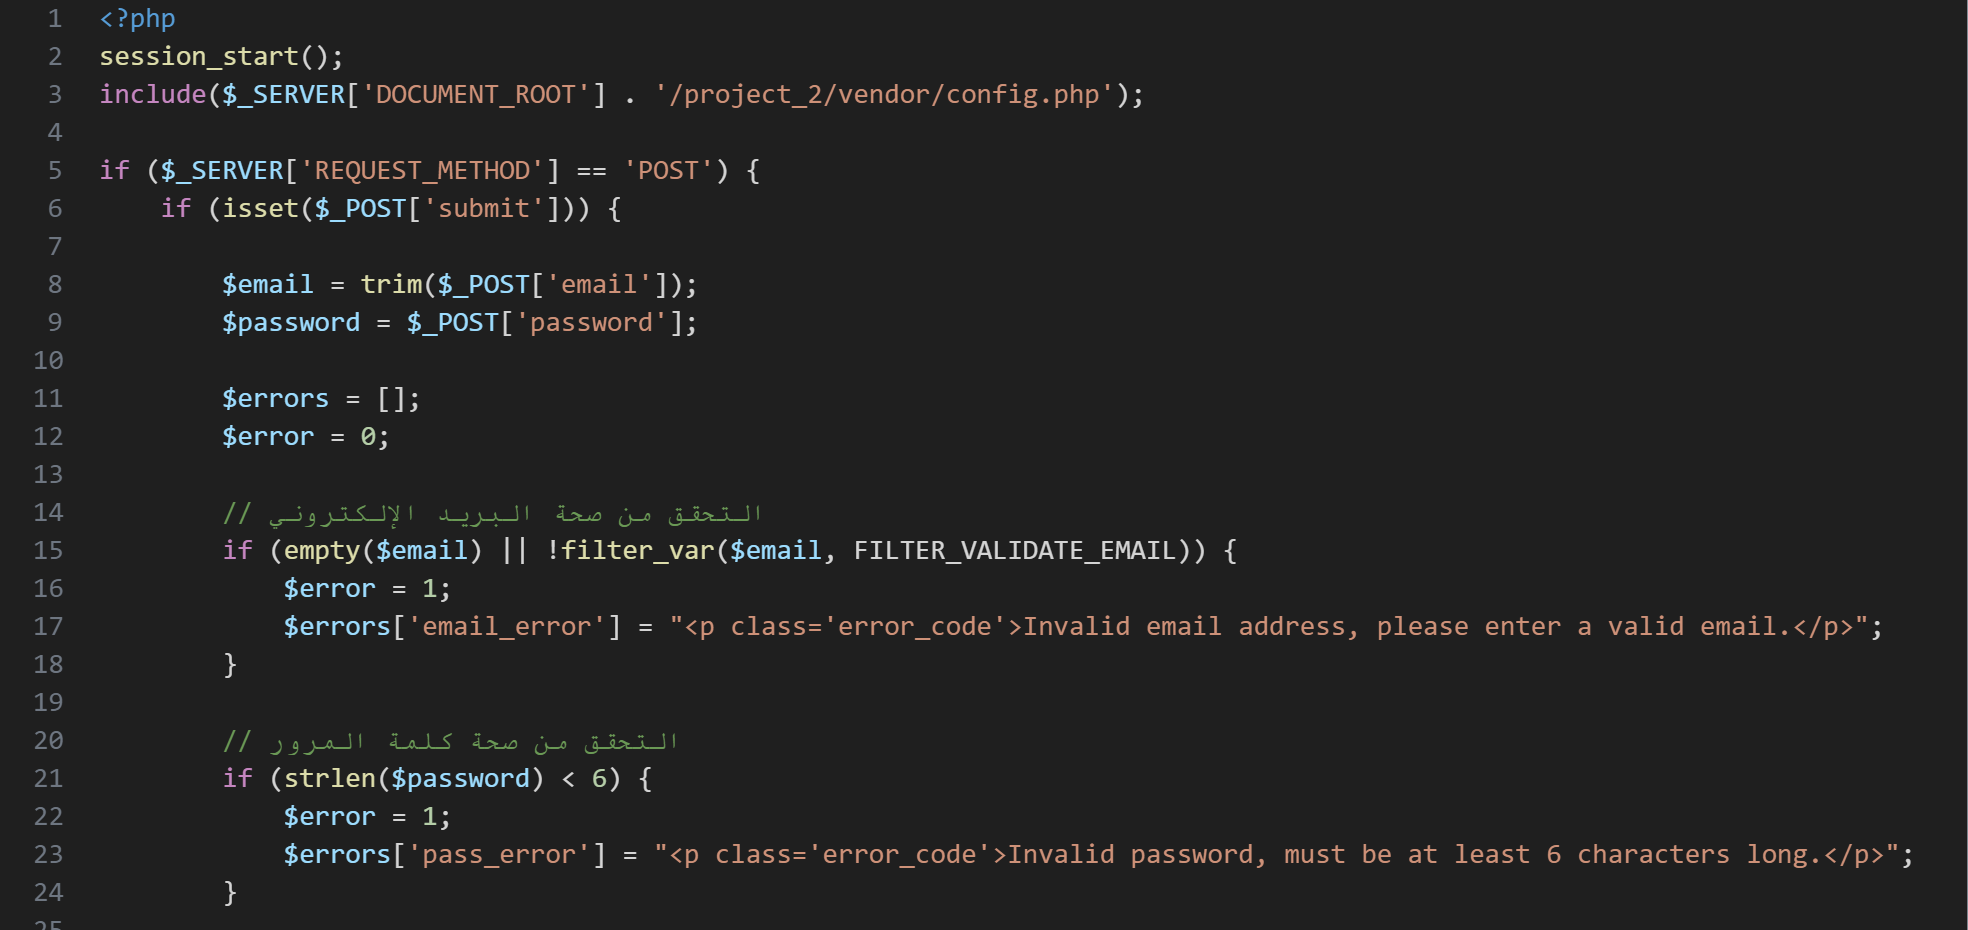 1 <?php
2 session_start();
3 include($_SERVER['DOCUMENT_ROOT'] . '/project_2/vendor/config.php');
4
5 if ($_SERVER['REQUEST_METHOD'] == 'POST') {
6     if (isset($_POST['submit'])) {
7
8         $email = trim($_POST['email']);
9         $password = $_POST['password'];
10
11         $errors = [];
12         $error = 0;
13
14         // التحقق من صحة البريد الإلكتروني
15         if (empty($email) || !filter_var($email, FILTER_VALIDATE_EMAIL)) {
16             $error = 1;
17             $errors['email_error'] = "<p class='error_code'>Invalid email address, please enter a valid email.</p>";
18         }
19
20         // التحقق من صحة كلمة المرور
21         if (strlen($password) < 6) {
22             $error = 1;
23             $errors['pass_error'] = "<p class='error_code'>Invalid password, must be at least 6 characters long.</p>";
24         }
25